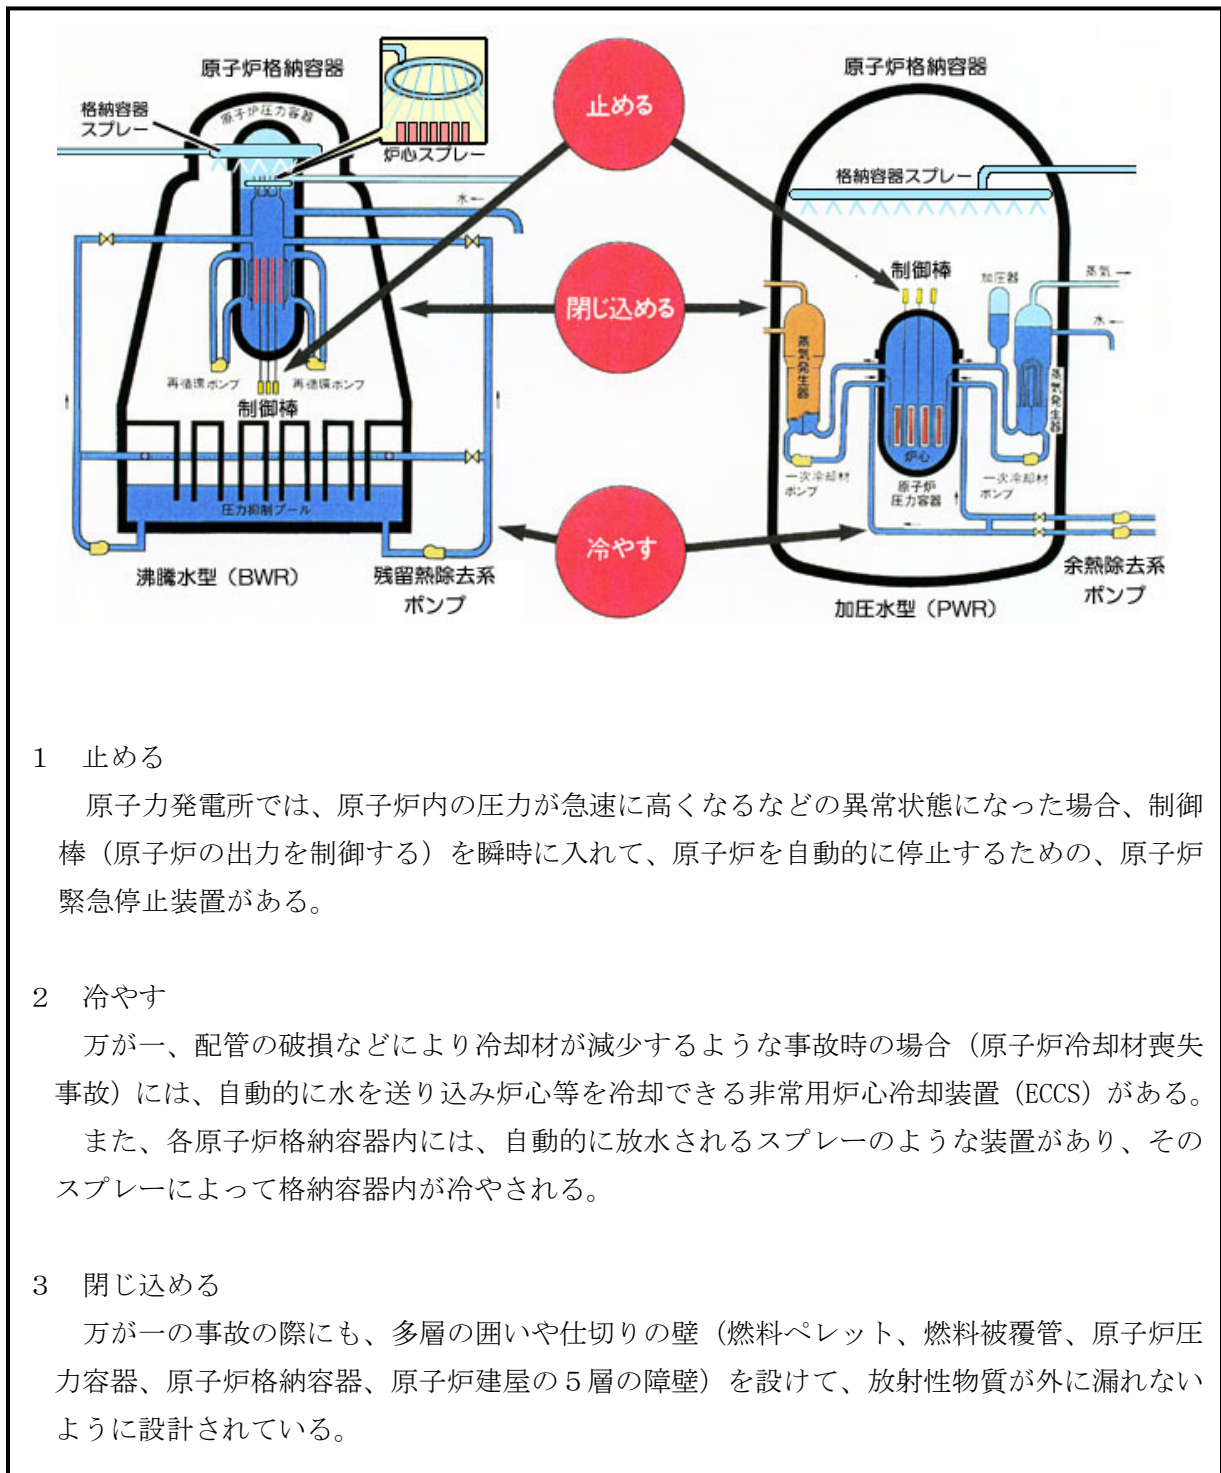 原子炉格納容器
格納容器
スプレー
原子炉圧力容器
炉心スプレー
水←
再循環ポンプ
再循環ポンプ
制御棒
圧力抑制プール
沸騰水型（BWR）
残留熱除去系
ポンプ
止める
閉じ込める
冷やす
原子炉格納容器
格納容器スプレー
制御棒
加圧器
蒸気→
水←
蒸気発生器
蒸気発生器
炉心
原子炉
圧力容器
一次冷却材
ポンプ
一次冷却材
ポンプ
余熱除去系
ポンプ
加圧水型（PWR）
１　止める
原子力発電所では、原子炉内の圧力が急速に高くなるなどの異常状態になった場合、制御
棒（原子炉の出力を制御する）を瞬時に入れて、原子炉を自動的に停止するための、原子炉
緊急停止装置がある。
２　冷やす
万が一、配管の破損などにより冷却材が減少するような事故時の場合（原子炉冷却材喪失
事故）には、自動的に水を送り込み炉心等を冷却できる非常用炉心冷却装置（ECCS）がある。
また、各原子炉格納容器内には、自動的に放水されるスプレーのような装置があり、その
スプレーによって格納容器内が冷やされる。
３　閉じ込める
万が一の事故の際にも、多層の囲いや仕切りの壁（燃料ペレット、燃料被覆管、原子炉圧
力容器、原子炉格納容器、原子炉建屋の５層の障壁）を設けて、放射性物質が外に漏れない
ように設計されている。